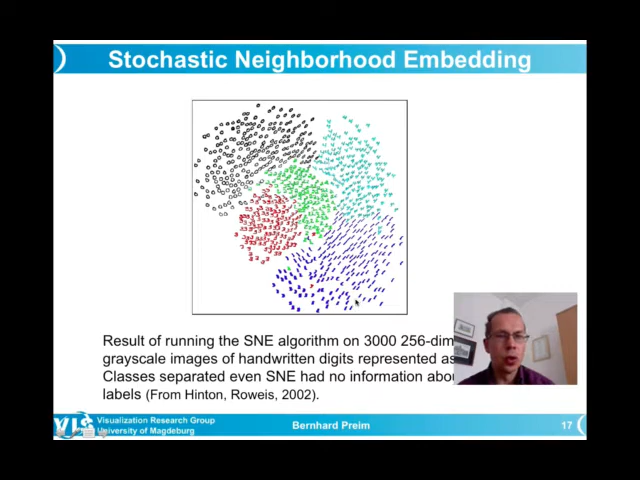 Stochastic Neighborhood Embedding
Result of running the SNE algorithm on 3000 256-dim
grayscale images of handwritten digits represented as
Classes separated even SNE had no information abou
labels (From Hinton, Roweis, 2002).
VIS
Visualization Research Group
University of Magdeburg
Bernhard Preim
17